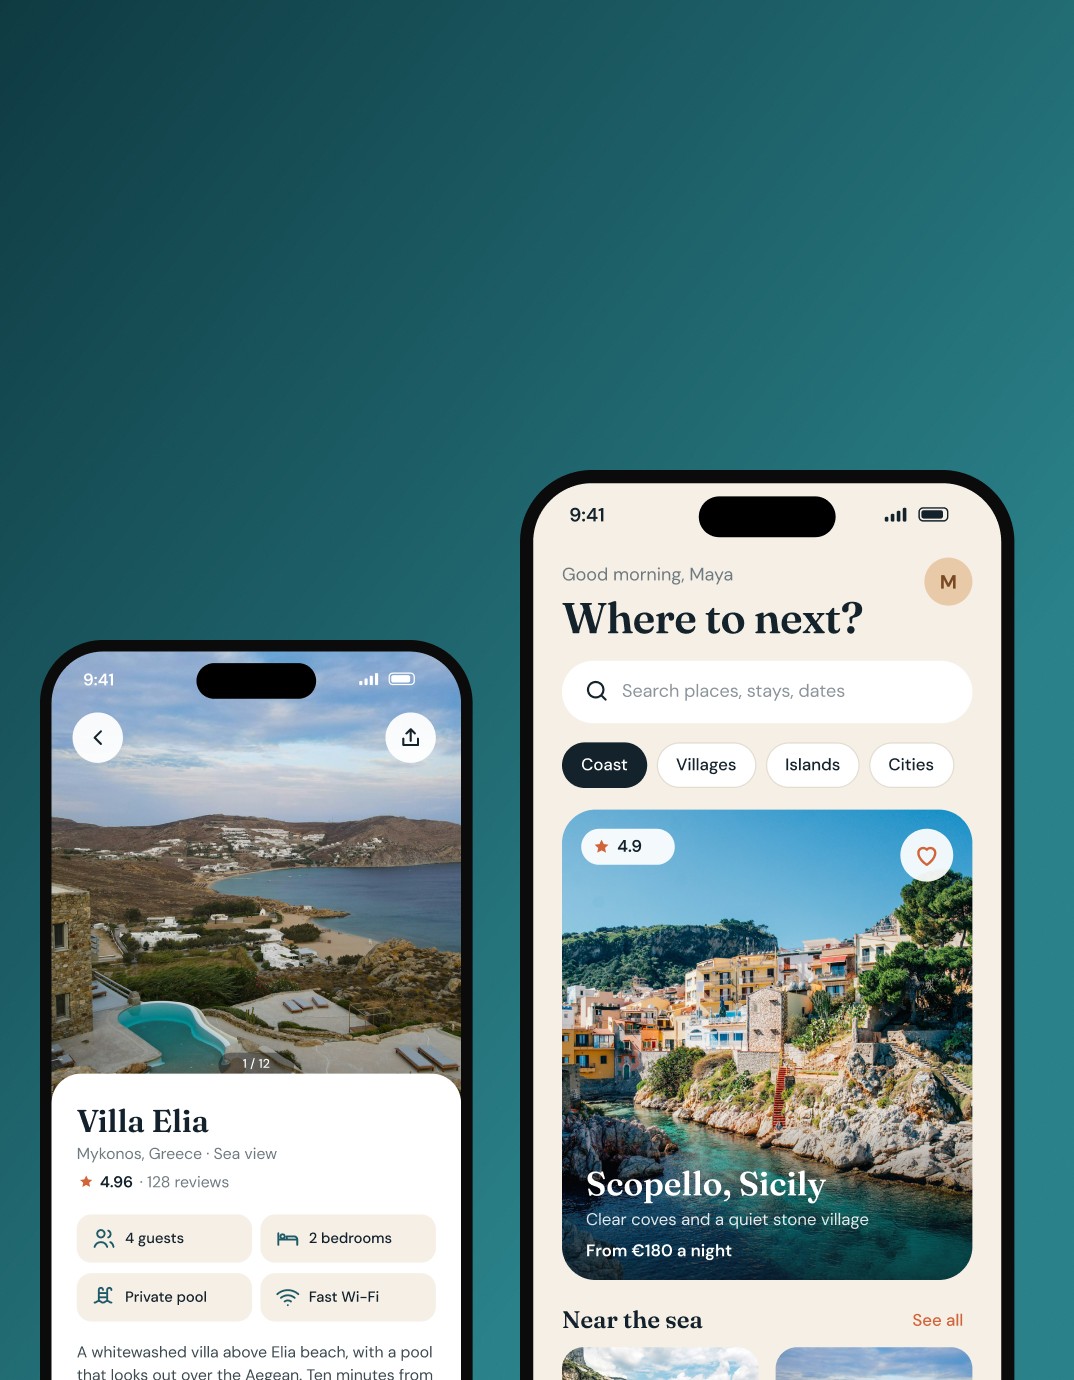 9:41
Good morning, Maya
M
Where to next?
Search places, stays, dates
Coast
Villages
Islands
Cities
4.9
Scopello, Sicily
Clear coves and a quiet stone village
From €180 a night
Near the sea
See all
9:41
1 / 12
Villa Elia
Mykonos, Greece · Sea view
4.96 · 128 reviews
4 guests
2 bedrooms
Private pool
Fast Wi-Fi
A whitewashed villa above Elia beach, with a pool
that looks out over the Aegean. Ten minutes from